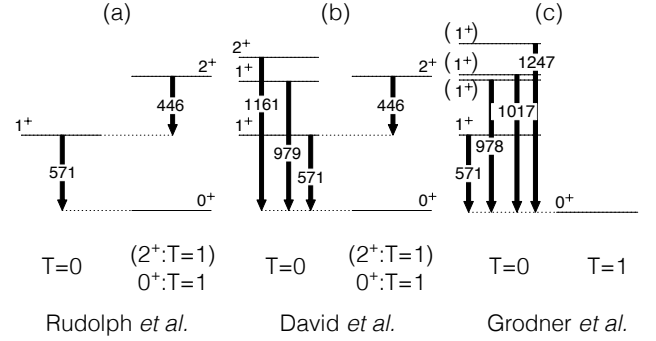 (a)
2⁺
446
1⁺
571
0⁺
T=0
(2⁺:T=1)
0⁺:T=1
Rudolph et al.
(b)
2⁺
1⁺
2⁺
1161
446
1⁺
979
571
0⁺
T=0
(2⁺:T=1)
0⁺:T=1
David et al.
(c)
(1⁺)
1247
(1⁺)
(1⁺)
1017
1⁺
978
571
0⁺
T=0
T=1
Grodner et al.